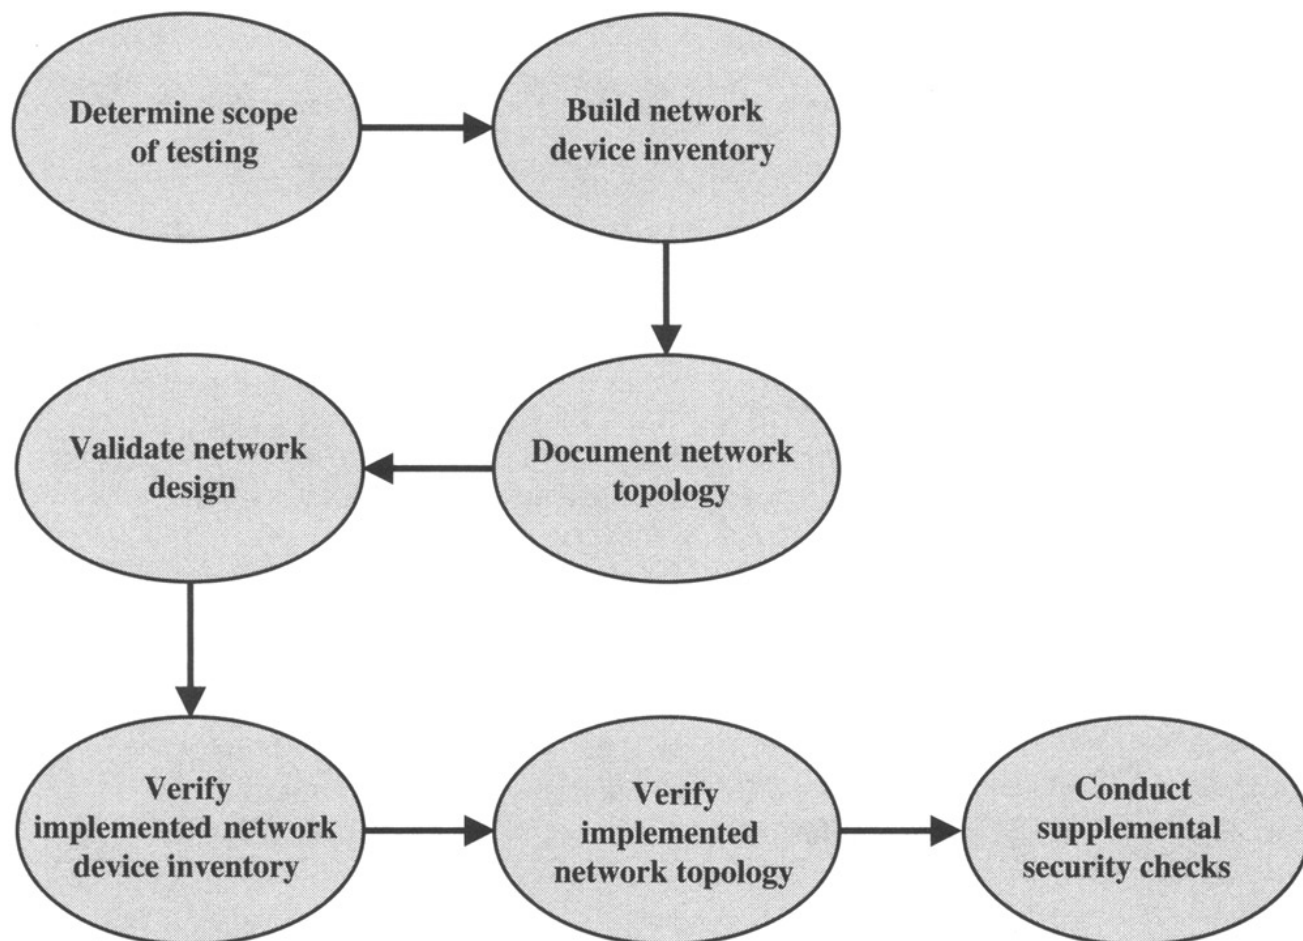 Determine scope
of testing
Build network
device inventory
Document network
topology
Validate network
design
Verify
implemented network
device inventory
Verify
implemented
network topology
Conduct
supplemental
security checks